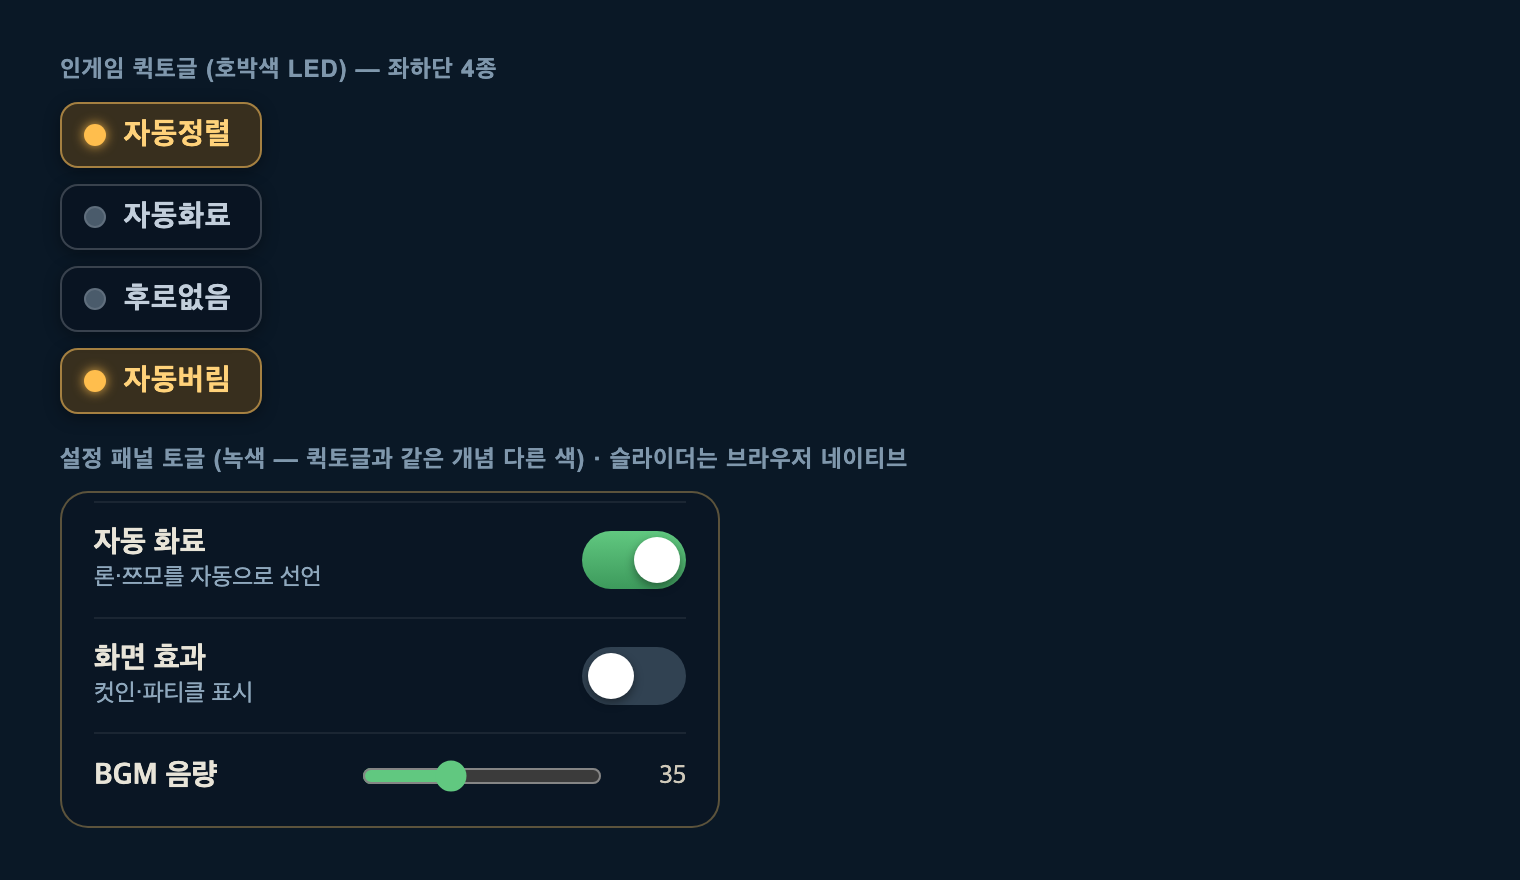 인게임 퀵토글 (호박색 LED) — 좌하단 4종
자동정렬
자동화료
후로없음
자동버림
설정 패널 토글 (녹색 — 퀵토글과 같은 개념 다른 색) · 슬라이더는 브라우저 네이티브
자동 화료
론·쯔모를 자동으로 선언
화면 효과
컷인·파티클 표시
BGM 음량 35